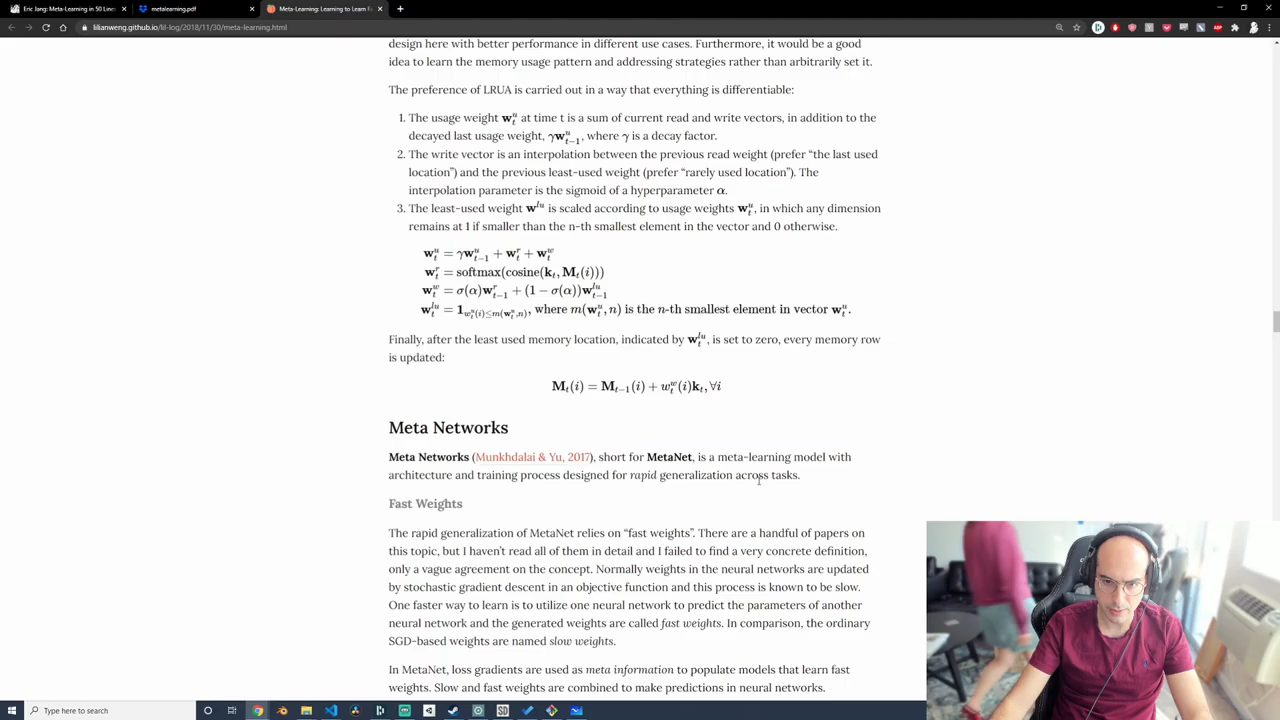 Eric Jang: Meta-Learning in 50 Line
metalearning.pdf
Meta-Learning: Learning to Learn F
lilianweng.github.io/lil-log/2018/11/30/meta-learning.html
design here with better performance in different use cases. Furthermore, it would be a good
idea to learn the memory usage pattern and addressing strategies rather than arbitrarily set it.
The preference of LRUA is carried out in a way that everything is differentiable:
1. The usage weight w_t^u at time t is a sum of current read and write vectors, in addition to the
decayed last usage weight, γw_{t−1}^u, where γ is a decay factor.
2. The write vector is an interpolation between the previous read weight (prefer “the last used
location”) and the previous least-used weight (prefer “rarely used location”). The
interpolation parameter is the sigmoid of a hyperparameter α.
3. The least-used weight w^{lu} is scaled according to usage weights w_t^u, in which any dimension
remains at 1 if smaller than the n-th smallest element in the vector and 0 otherwise.
w_t^u = γw_{t−1}^u + w_t^r + w_t^w
w_t^r = softmax(cosine(k_t, M_t(i)))
w_t^w = σ(α)w_{t−1}^r + (1 − σ(α))w_{t−1}^{lu}
w_t^{lu} = 1_{w_t^u(i)≤m(w_t^u,n)}, where m(w_t^u, n) is the n-th smallest element in vector w_t^u.
Finally, after the least used memory location, indicated by w_t^{lu}, is set to zero, every memory row
is updated:
M_t(i) = M_{t−1}(i) + w_t^w(i)k_t, ∀i
Meta Networks
Meta Networks (Munkhdalai & Yu, 2017), short for MetaNet, is a meta-learning model with
architecture and training process designed for rapid generalization across tasks.
Fast Weights
The rapid generalization of MetaNet relies on “fast weights”. There are a handful of papers on
this topic, but I haven’t read all of them in detail and I failed to find a very concrete definition,
only a vague agreement on the concept. Normally weights in the neural networks are updated
by stochastic gradient descent in an objective function and this process is known to be slow.
One faster way to learn is to utilize one neural network to predict the parameters of another
neural network and the generated weights are called fast weights. In comparison, the ordinary
SGD-based weights are named slow weights.
In MetaNet, loss gradients are used as meta information to populate models that learn fast
weights. Slow and fast weights are combined to make predictions in neural networks.
Type here to search